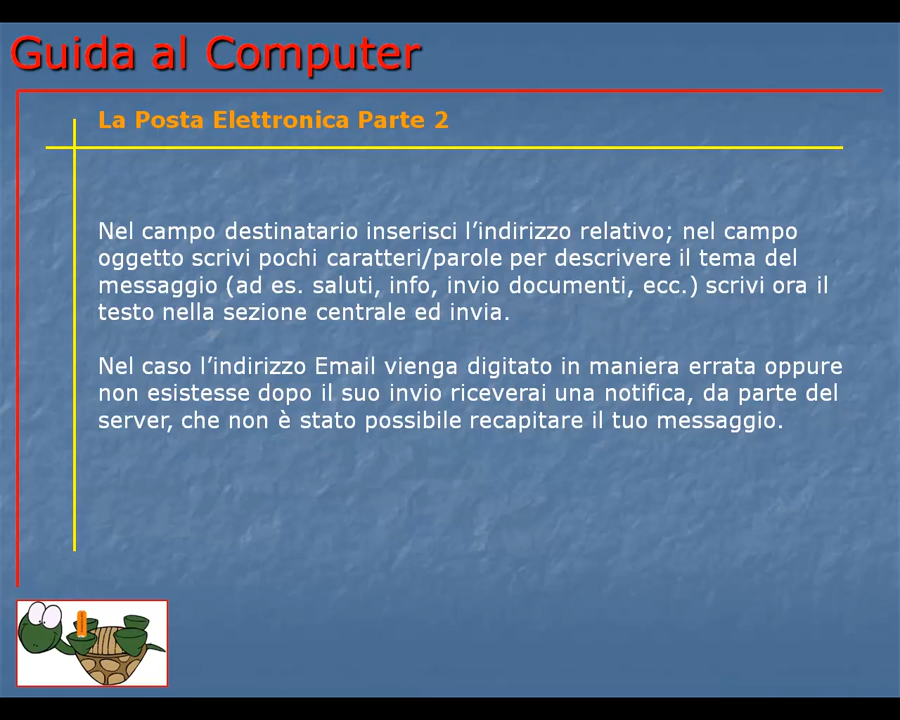 Guida al Computer
La Posta Elettronica Parte 2
Nel campo destinatario inserisci l’indirizzo relativo; nel campo
oggetto scrivi pochi caratteri/parole per descrivere il tema del
messaggio (ad es. saluti, info, invio documenti, ecc.) scrivi ora il
testo nella sezione centrale ed invia.
Nel caso l’indirizzo Email vienga digitato in maniera errata oppure
non esistesse dopo il suo invio riceverai una notifica, da parte del
server, che non è stato possibile recapitare il tuo messaggio.